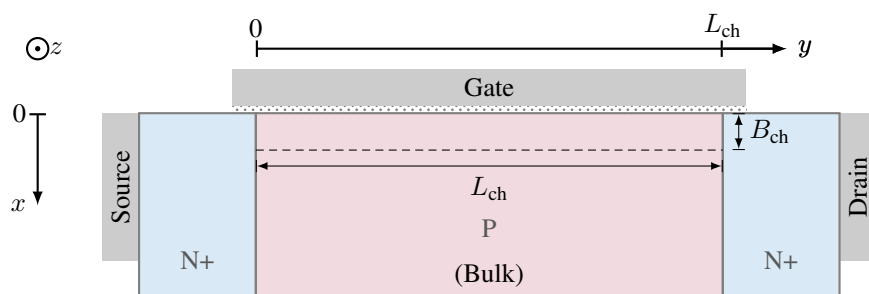 0
L_ch
z
y
Gate
0
B_ch
L_ch
x
Source
Drain
P
N+
N+
(Bulk)